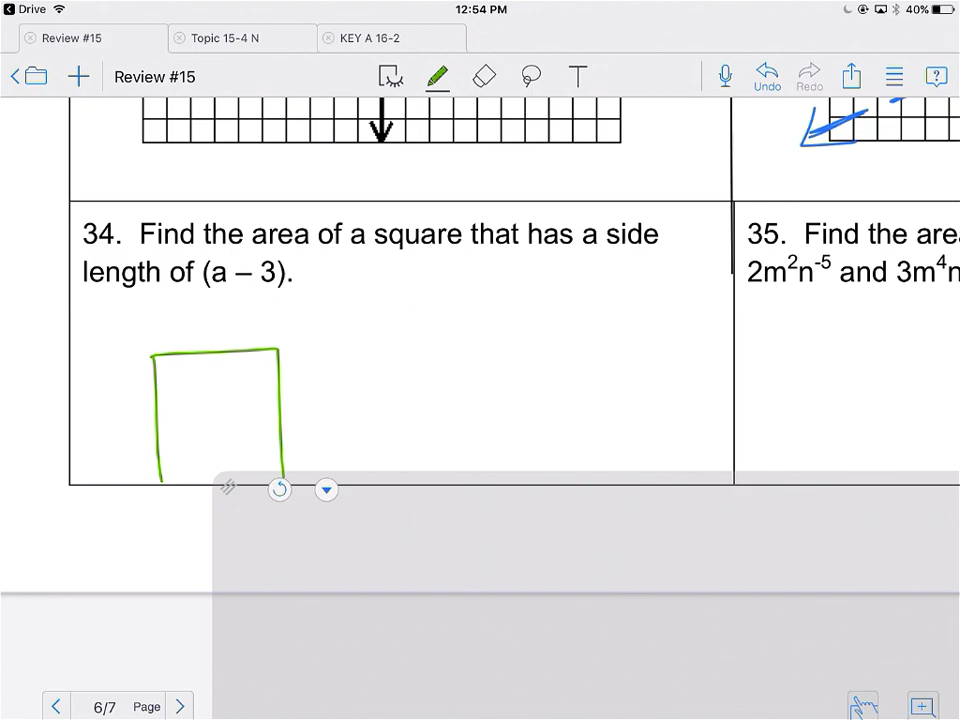 Drive
12:54 PM
40%
Review #15
Topic 15-4 N
KEY A 16-2
Review #15
T
Undo
Redo
?
34. Find the area of a square that has a side
length of (a – 3).
35. Find the area
2m²n⁻⁵ and 3m⁴n
6/7
Page